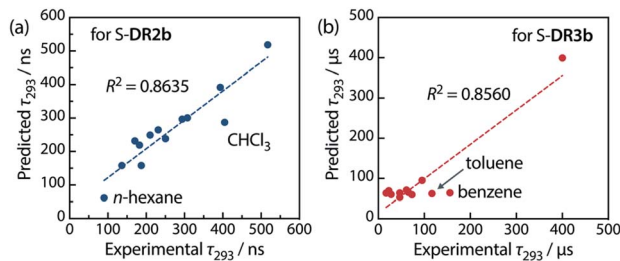 (a)
for S-DR2b
600
500
400
300
200
100
0
Predicted τ293 / ns
R² = 0.8635
CHCl₃
n-hexane
0 100 200 300 400 500 600
Experimental τ293 / ns
(b)
for S-DR3b
500
400
300
200
100
0
Predicted τ293 / μs
R² = 0.8560
toluene
benzene
0 100 200 300 400 500
Experimental τ293 / μs